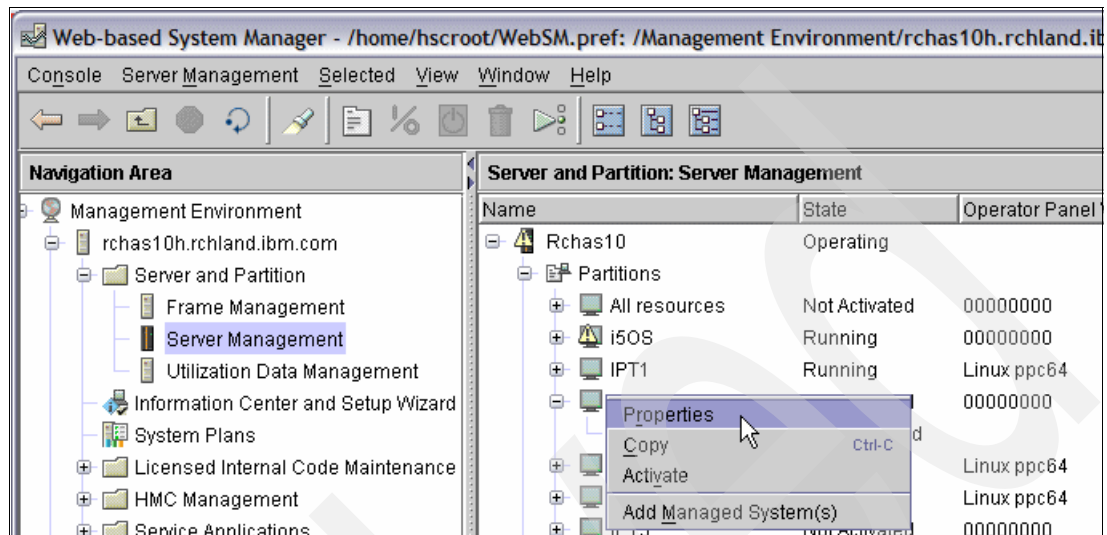 Web-based System Manager - /home/hscroot/WebSM.pref: /Management Environment/rchas10h.rchland.ib
Console Server Management Selected View Window Help
Navigation Area
Server and Partition: Server Management
Name State Operator Panel
Management Environment
Rchas10 Operating
rchas10h.rchland.ibm.com
Partitions
Server and Partition
All resources Not Activated 00000000
Frame Management
i5OS Running 00000000
Server Management
IPT1 Running Linux ppc64
Utilization Data Management
00000000
Information Center and Setup Wizard
Properties
System Plans
Copy Ctrl-C
d
Licensed Internal Code Maintenance
Activate
Linux ppc64
HMC Management
Linux ppc64
Add Managed System(s)
Service Applications
Not Activated 00000000